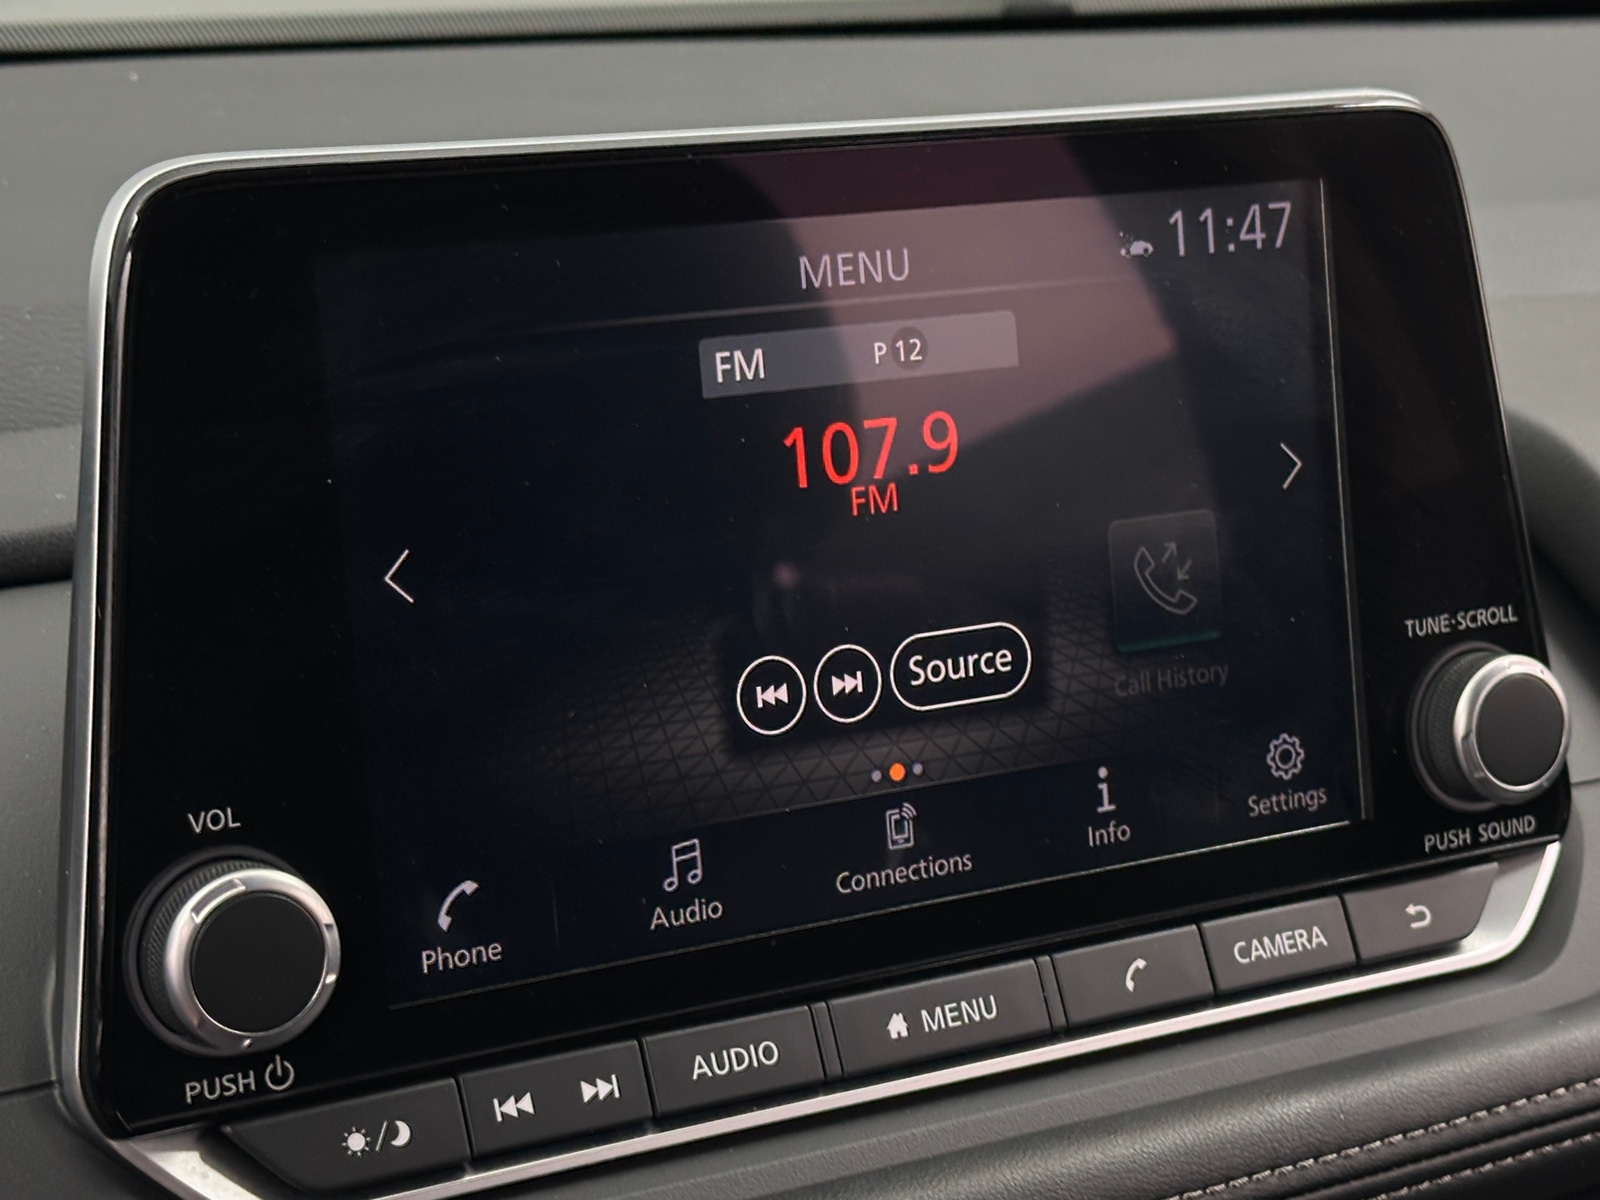 MENU
11:47
FM P 12
107.9
FM
Source
Call History
Phone
Audio
Connections
Info
Settings
VOL
PUSH
TUNE·SCROLL
PUSH SOUND
AUDIO
MENU
CAMERA